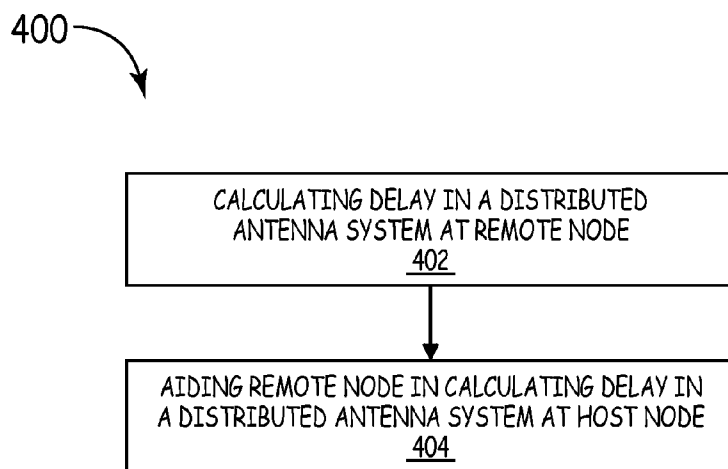 400
CALCULATING DELAY IN A DISTRIBUTED
ANTENNA SYSTEM AT REMOTE NODE
402
AIDING REMOTE NODE IN CALCULATING DELAY IN
A DISTRIBUTED ANTENNA SYSTEM AT HOST NODE
404